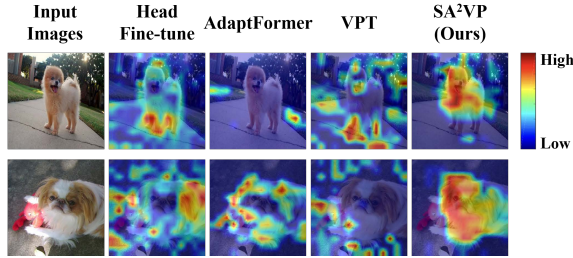 Input
Images
Head
Fine-tune
AdaptFormer
VPT
SA²VP
(Ours)
High
Low